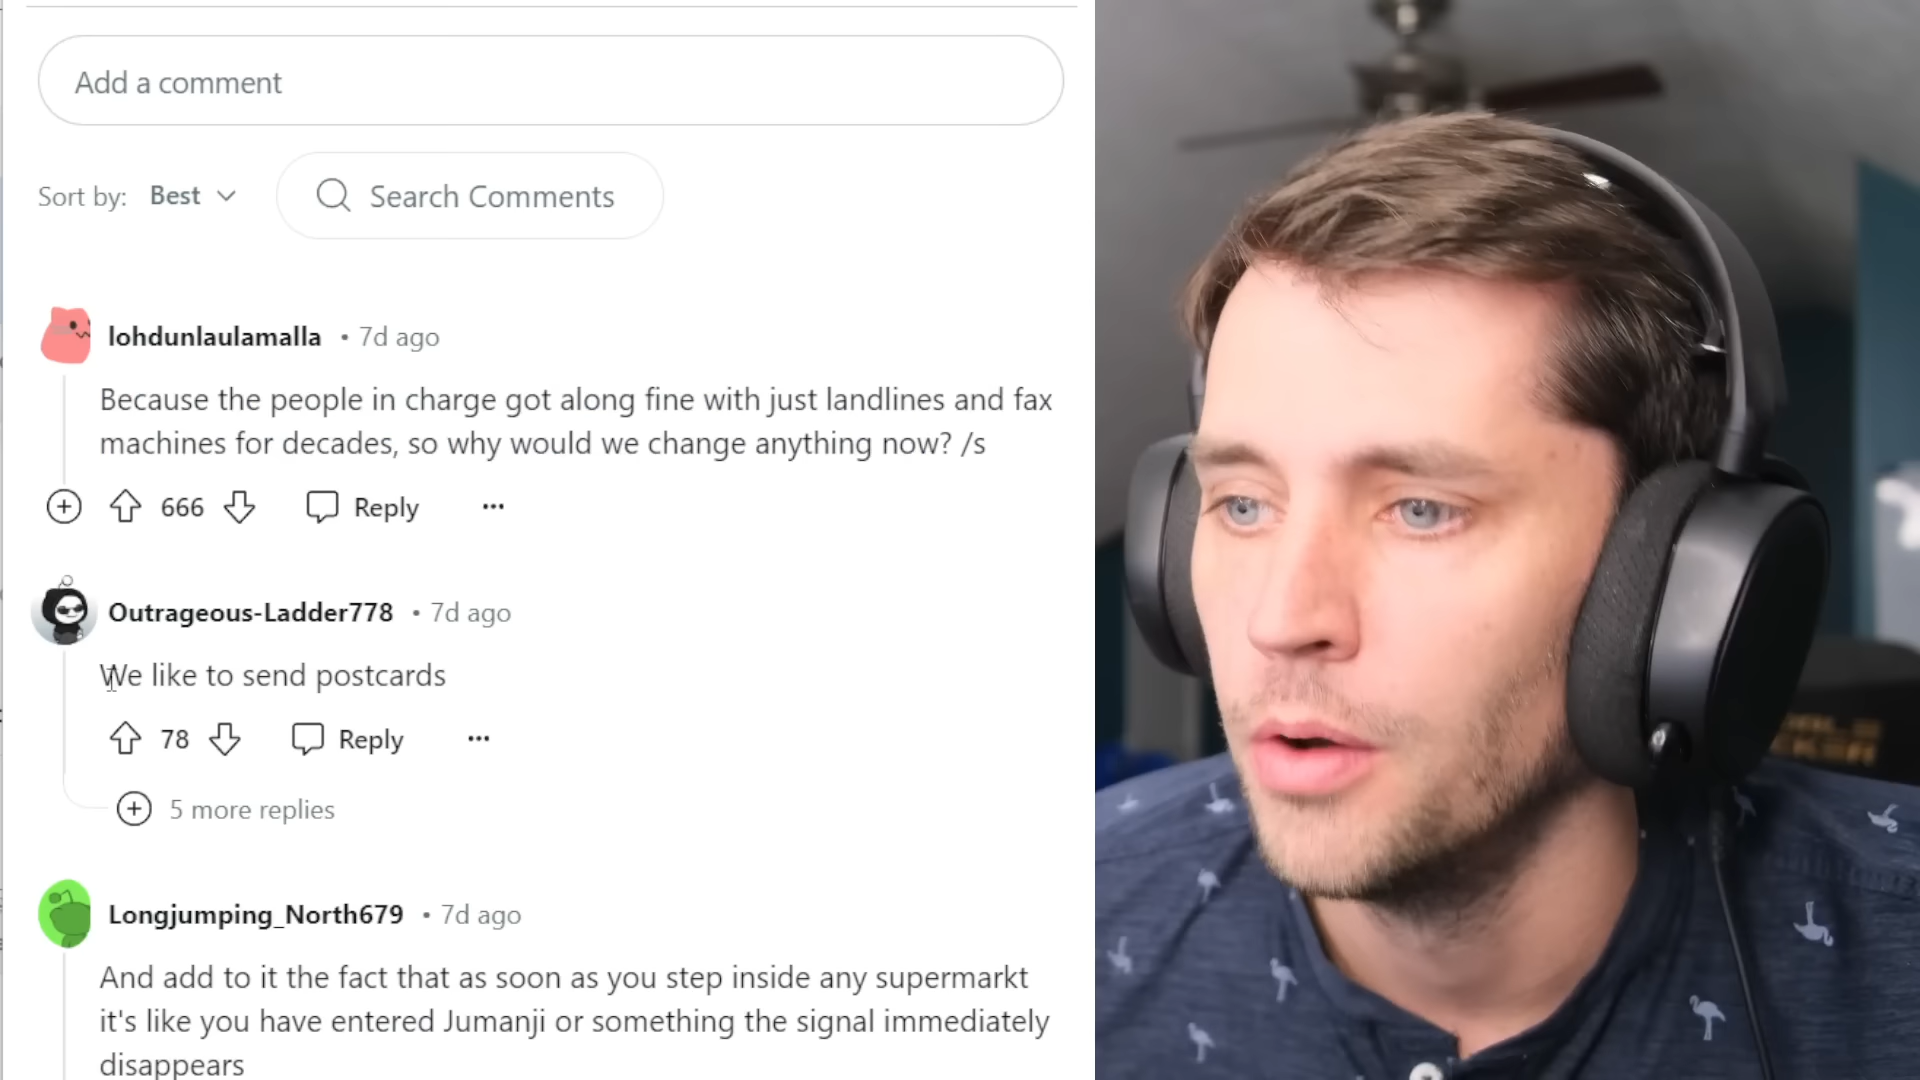 Add a comment
Sort by: Best
Search Comments
lohdunlaulamalla • 7d ago
Because the people in charge got along fine with just landlines and fax
machines for decades, so why would we change anything now? /s
666 Reply ···
Outrageous-Ladder778 • 7d ago
We like to send postcards
78 Reply ···
5 more replies
Longjumping_North679 • 7d ago
And add to it the fact that as soon as you step inside any supermarkt
it's like you have entered Jumanji or something the signal immediately
disappears